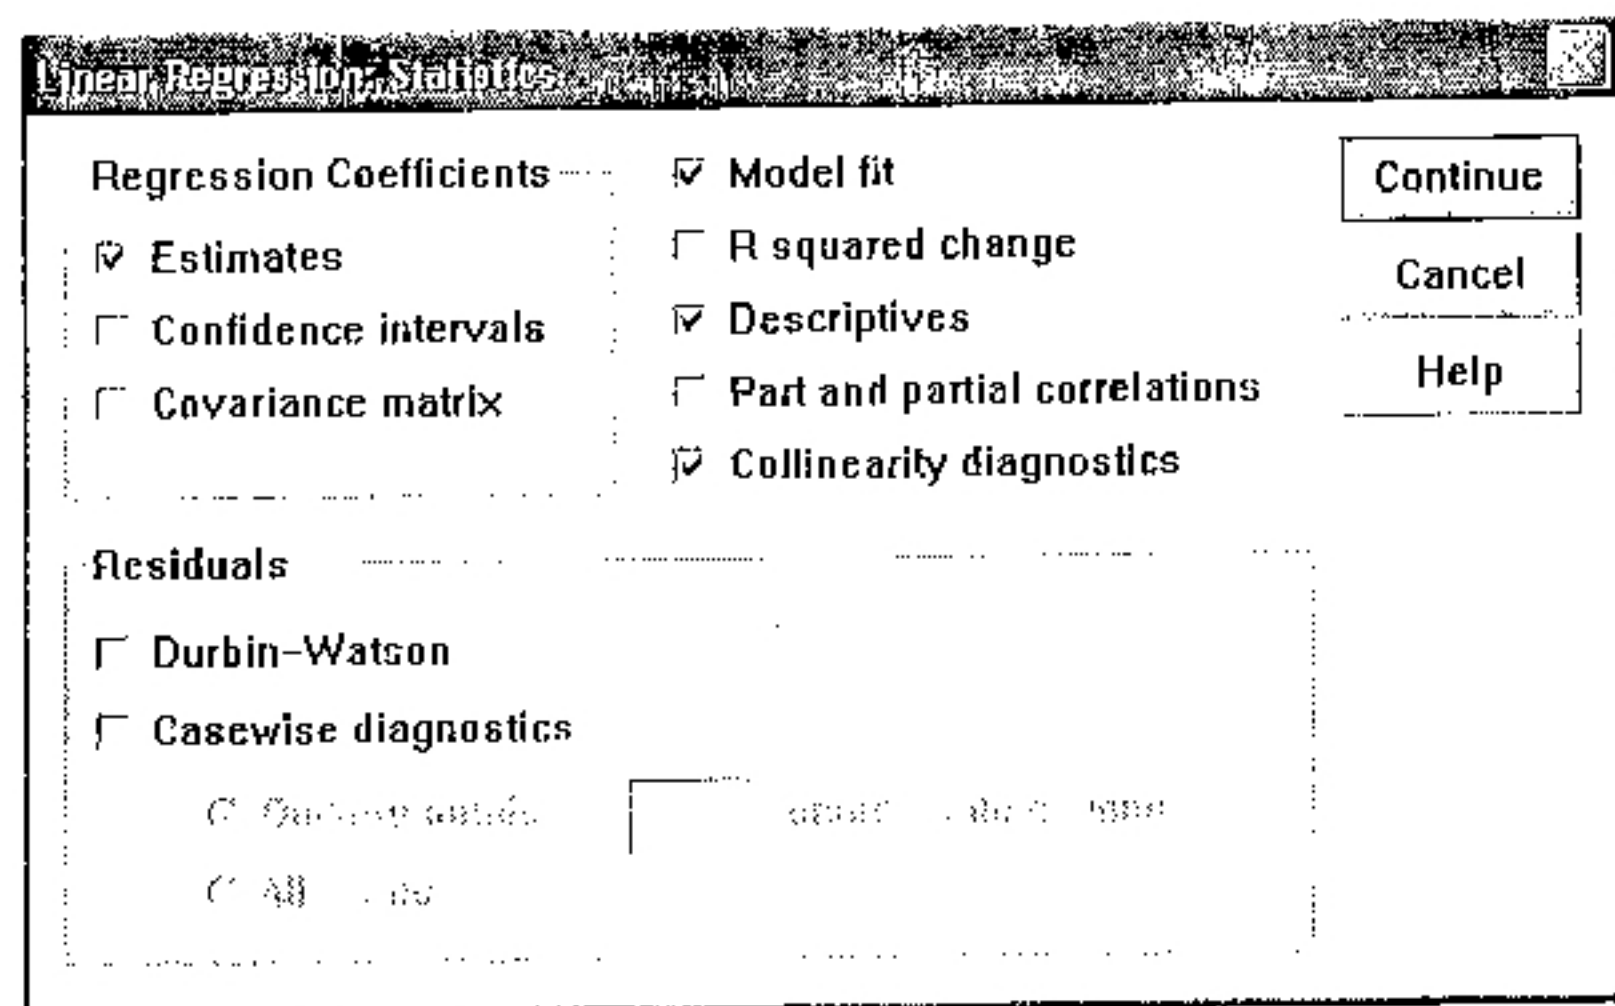 Linear Regression: Statistics
Regression Coefficients
Estimates
Confidence intervals
Covariance matrix
Model fit
R squared change
Descriptives
Part and partial correlations
Collinearity diagnostics
Continue
Cancel
Help
Residuals
Durbin-Watson
Casewise diagnostics
All